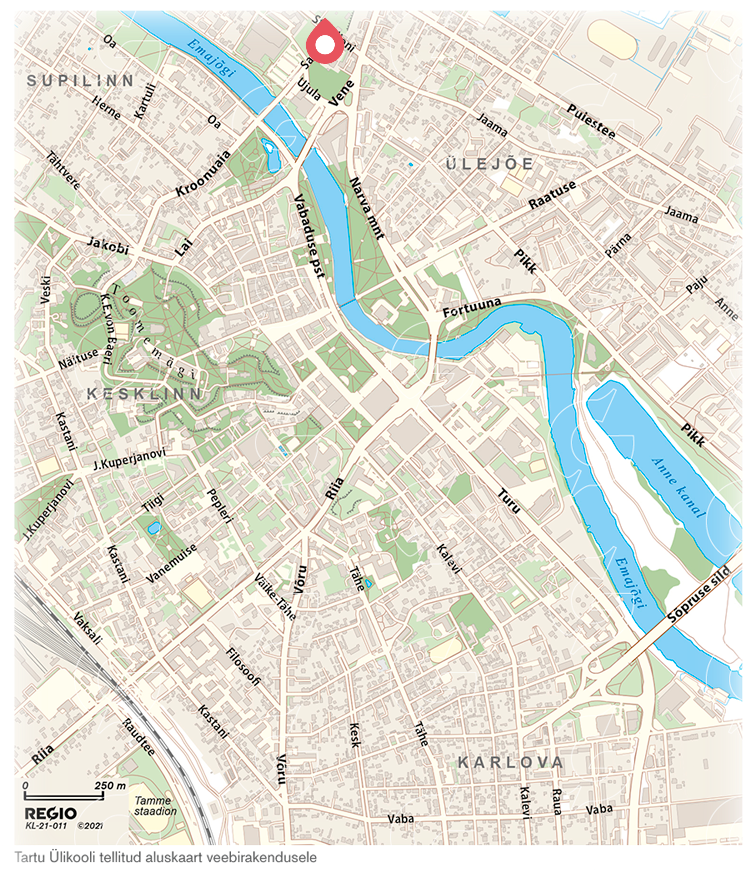 Oa
Emajõgi
SUPILINN
Ujula
Vene
Kartuli
Herne
Oa
Puiestee
Jaama
Tähtvere
Kroonuaia
ÜLEJÕE
Raatuse
Narva mnt
Jaama
Vabaduse pst
Jakobi
Lai
Pärna
Pikk
Veski
Paju
Toomemägi
K.E.von Baeri
Fortuuna
Anne
Näituse
KESKLINN
Kastani
Pikk
J.Kuperjanovi
Anne kanal
Riia
J.Kuperjanovi
Tiigi
Pepleri
Turu
Kastani
Vanemuise
Kalevi
Võru
Tähe
Väike-Tähe
Emajõgi
Sõpruse sild
Vaksali
Filosoofi
Kastani
Raudtee
Riia
Kesk
Tähe
Võru
KARLOVA
0 250 m
Tamme
staadion
Kalevi
Raua
Vaba
Vaba
REGIO
KL-21-011 ©2021
Tartu Ülikooli tellitud aluskaart veebirakendusele